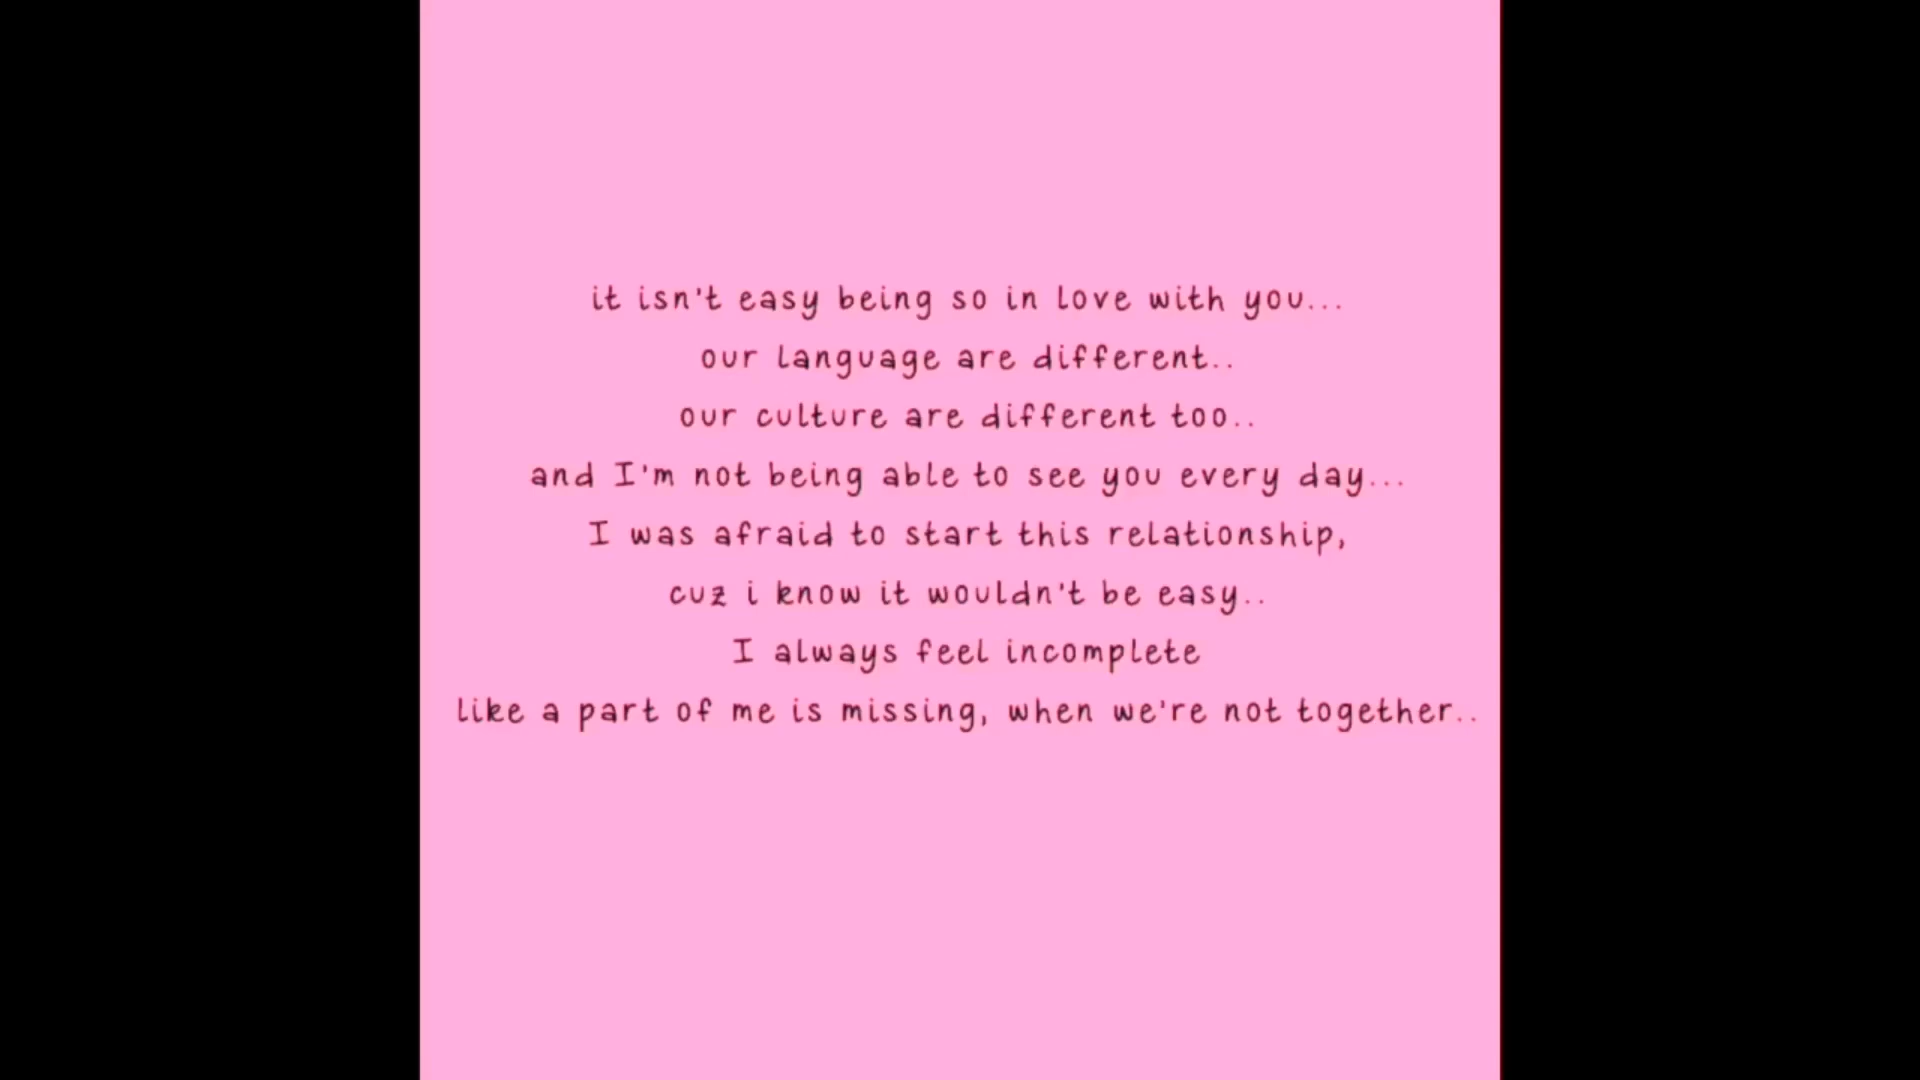 it isn't easy being so in love with you...
our language are different..
our culture are different too..
and I'm not being able to see you every day...
I was afraid to start this relationship,
cuz i know it wouldn't be easy..
I always feel incomplete
like a part of me is missing, when we're not together..